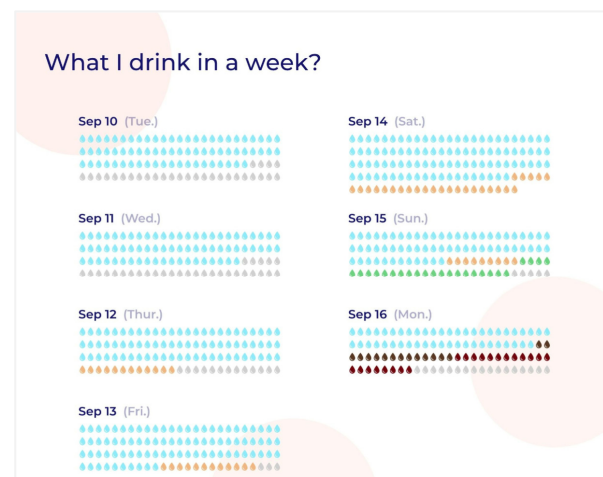 What I drink in a week?
Sep 10 (Tue.)
Sep 11 (Wed.)
Sep 12 (Thur.)
Sep 13 (Fri.)
Sep 14 (Sat.)
Sep 15 (Sun.)
Sep 16 (Mon.)